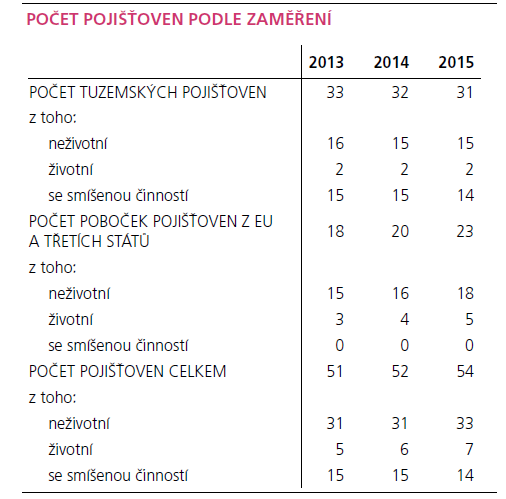 POČET POJIŠŤOVEN PODLE ZAMĚŘENÍ
2013 2014 2015
POČET TUZEMSKÝCH POJIŠŤOVEN 33 32 31
z toho:
neživotní 16 15 15
životní 2 2 2
se smíšenou činností 15 15 14
POČET POBOČEK POJIŠŤOVEN Z EU
A TŘETÍCH STÁTŮ 18 20 23
z toho:
neživotní 15 16 18
životní 3 4 5
se smíšenou činností 0 0 0
POČET POJIŠŤOVEN CELKEM 51 52 54
z toho:
neživotní 31 31 33
životní 5 6 7
se smíšenou činností 15 15 14